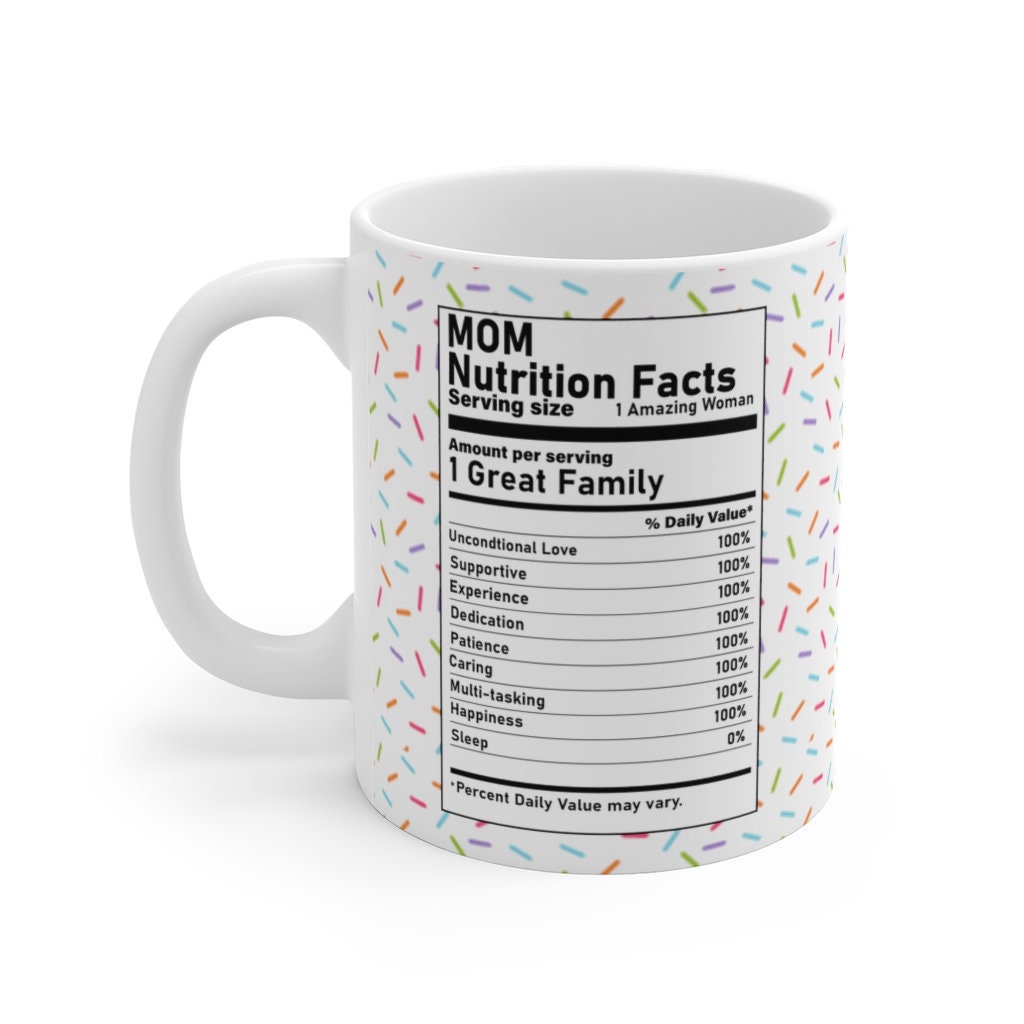 MOM
Nutrition Facts
Serving size 1 Amazing Woman
Amount per serving
1 Great Family
% Daily Value*
Uncondtional Love 100%
Supportive 100%
Experience 100%
Dedication 100%
Patience 100%
Caring 100%
Multi-tasking 100%
Happiness 100%
Sleep 0%
*Percent Daily Value may vary.